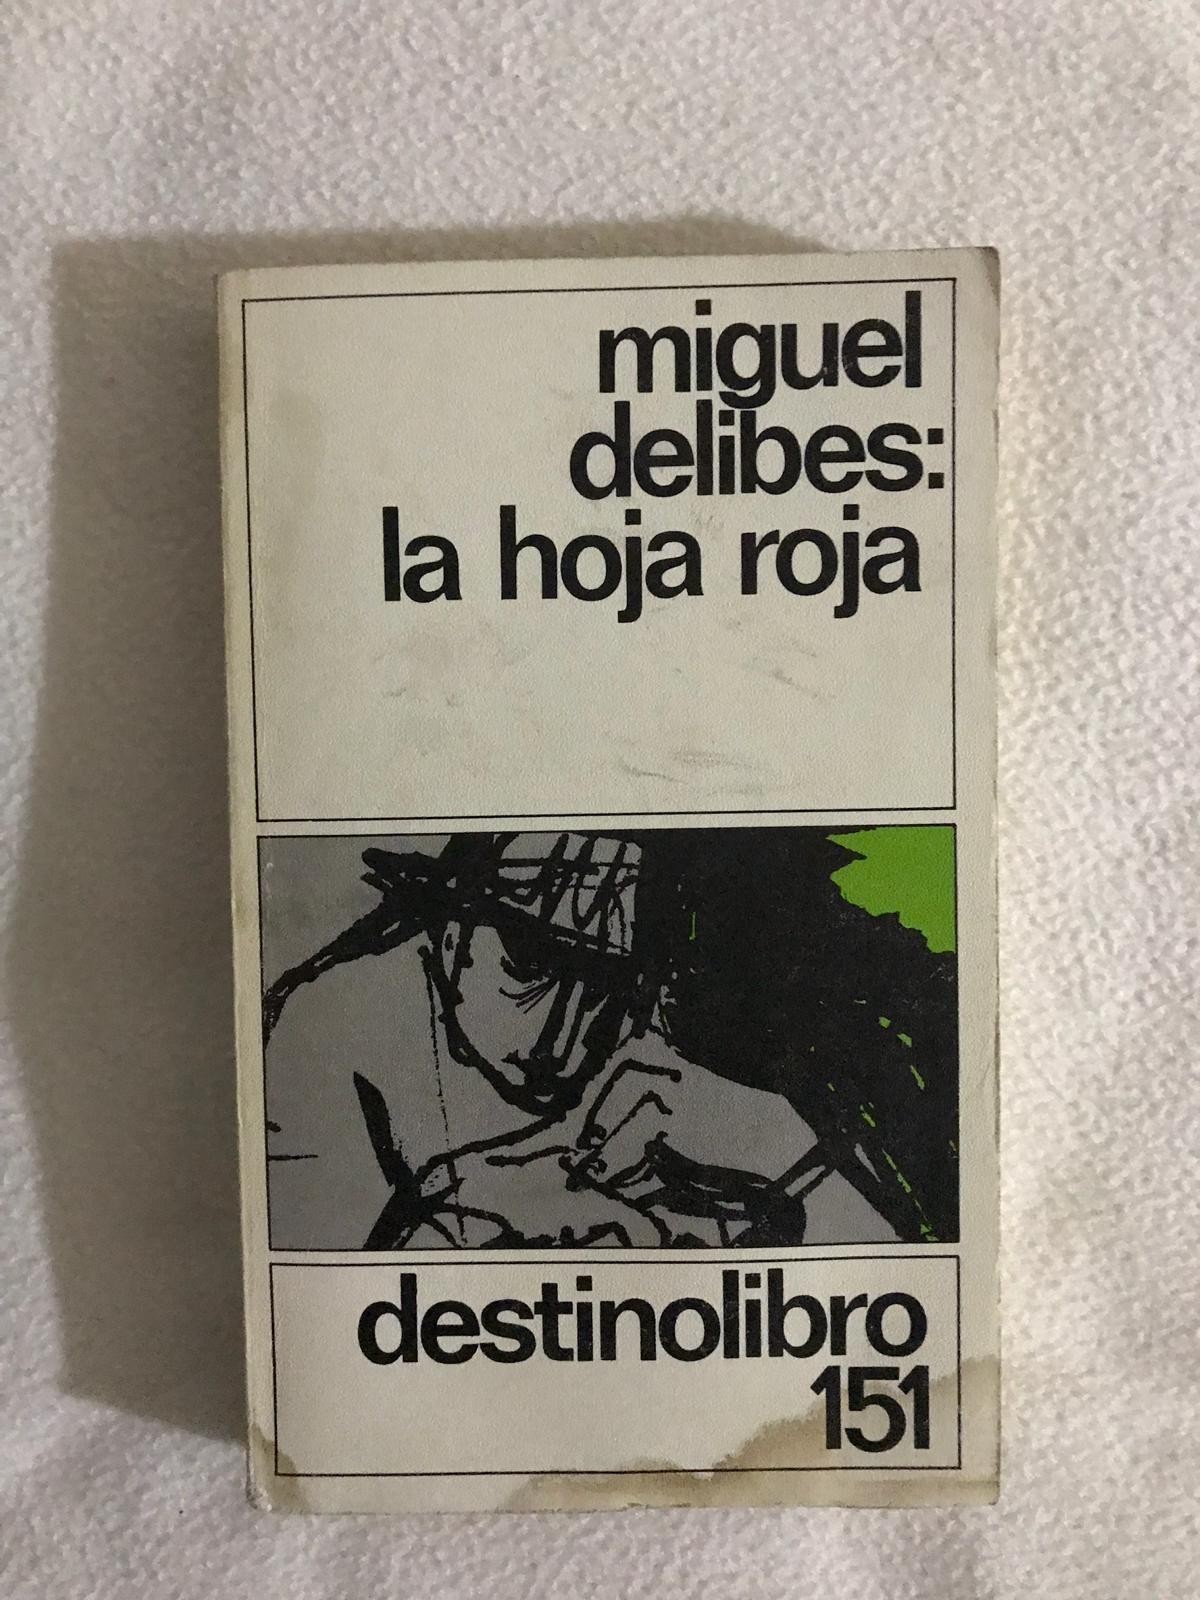 miguel
delibes:
la hoja roja
destinolibro
151